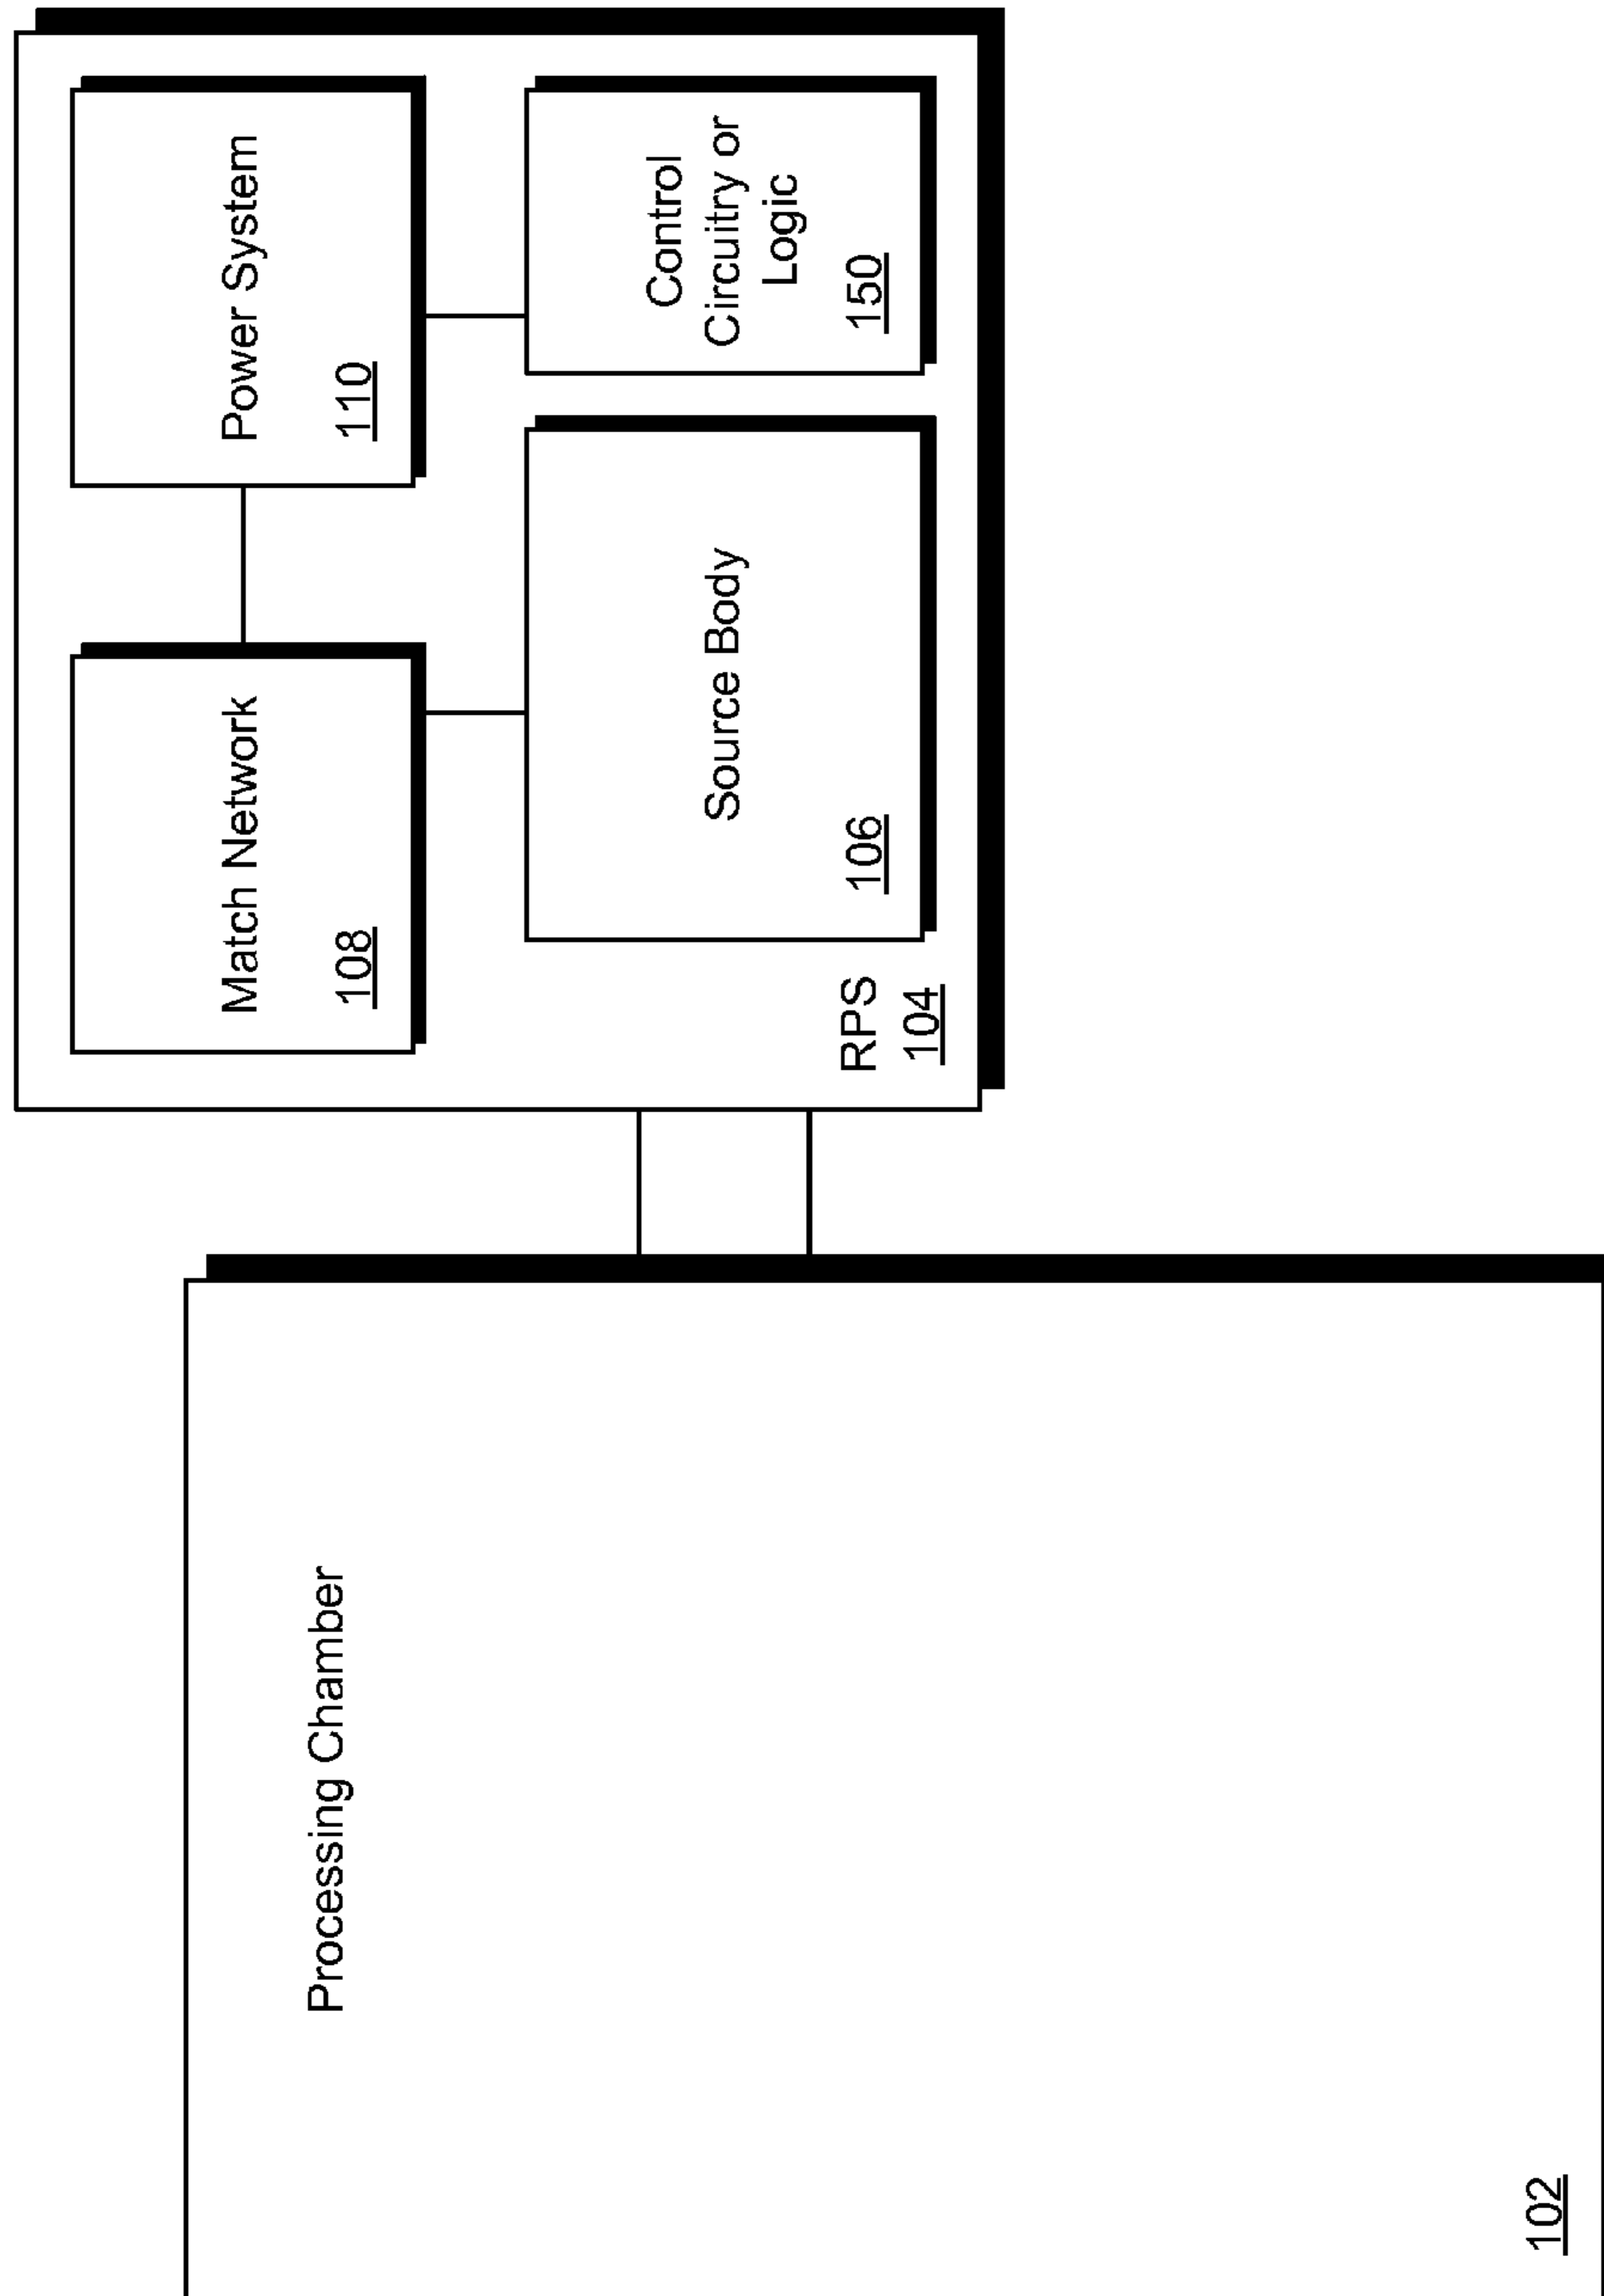 Processing Chamber
102
Match Network
108
Power System
110
Source Body
106
Control
Circuitry or
Logic
150
RPS
104